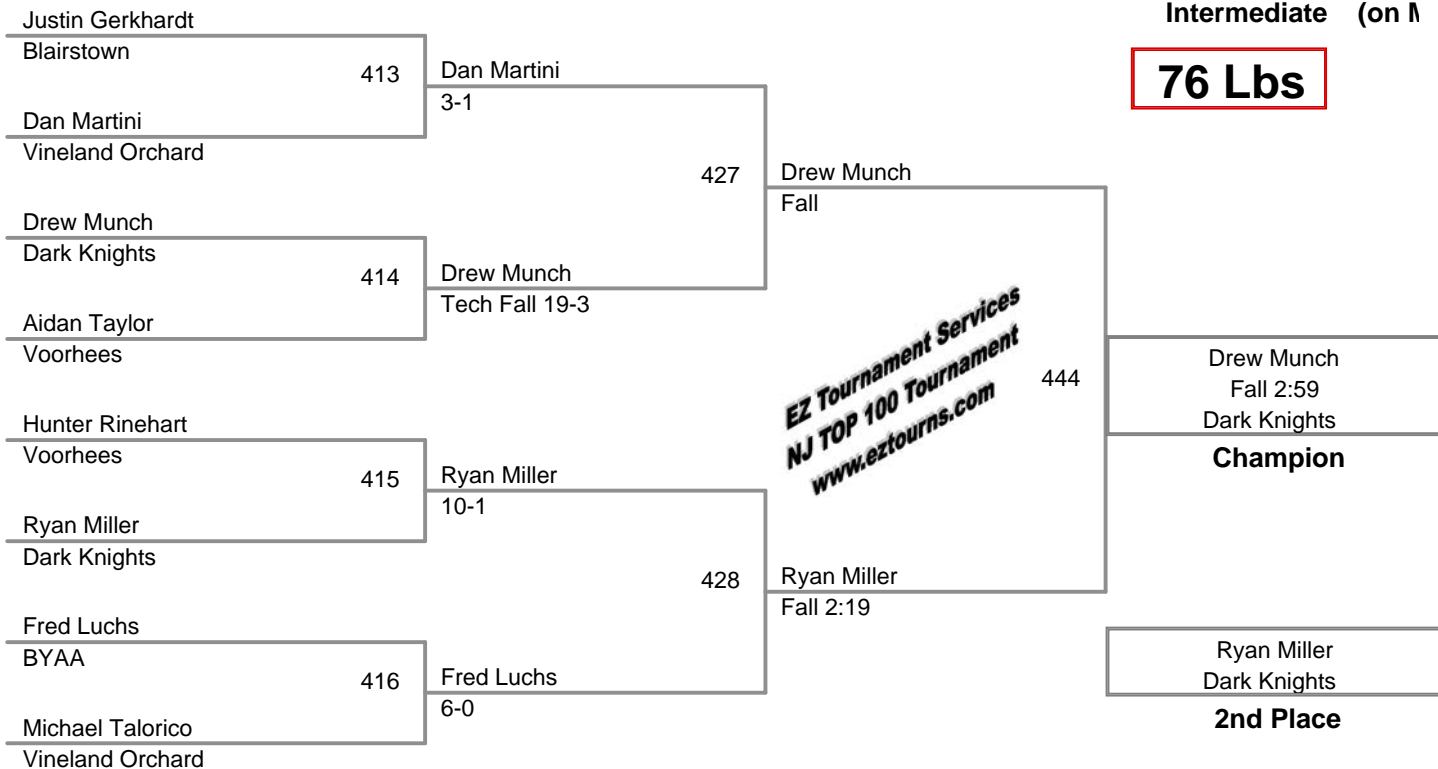 Justin Gerkhardt
Blairstown
413
Dan Martini
3-1
Dan Martini
Vineland Orchard
427
Drew Munch
Fall
Drew Munch
Dark Knights
414
Drew Munch
Tech Fall 19-3
Aidan Taylor
Voorhees
Intermediate (on
76 Lbs
EZ Tournament Services
NJ TOP 100 Tournament
www.eztourns.com
444
Drew Munch
Fall 2:59
Dark Knights
Champion
Hunter Rinehart
Voorhees
415
Ryan Miller
10-1
Ryan Miller
Dark Knights
428
Ryan Miller
Fall 2:19
Fred Luchs
BYAA
416
Fred Luchs
6-0
Michael Talorico
Vineland Orchard
Ryan Miller
Dark Knights
2nd Place